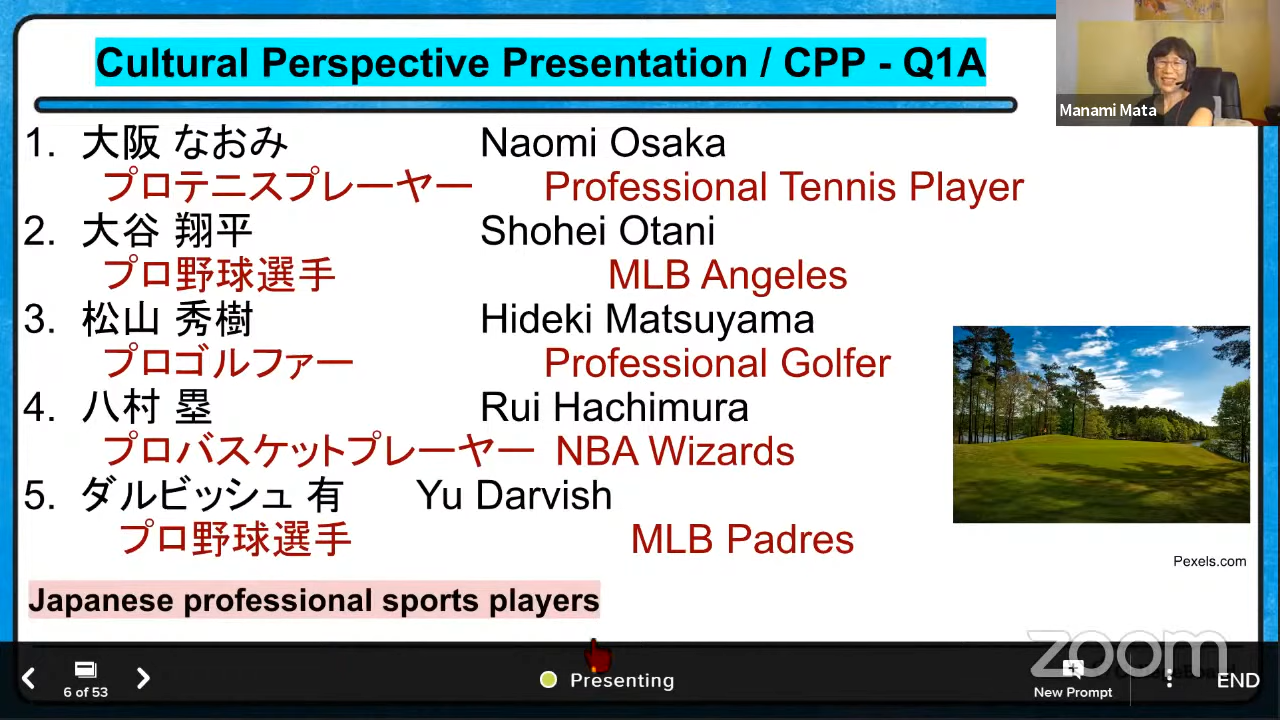 Cultural Perspective Presentation / CPP - Q1A
Manami Mata
1. 大阪 なおみ Naomi Osaka
プロテニスプレーヤー Professional Tennis Player
2. 大谷 翔平 Shohei Otani
プロ野球選手 MLB Angeles
3. 松山 秀樹 Hideki Matsuyama
プロゴルファー Professional Golfer
4. 八村 塁 Rui Hachimura
プロバスケットプレーヤー NBA Wizards
5. ダルビッシュ 有 Yu Darvish
プロ野球選手 MLB Padres
Pexels.com
Japanese professional sports players
zoom
6 of 53
Presenting
New Prompt
END